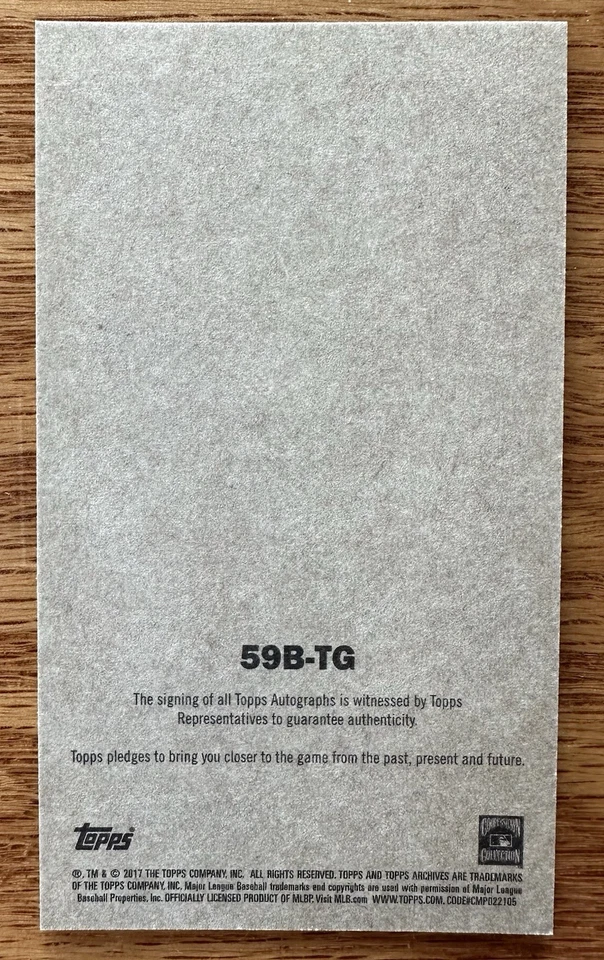 59B-TG
The signing of all Topps Autographs is witnessed by Topps
Representatives to guarantee authenticity.
Topps pledges to bring you closer to the game from the past, present and future.
Topps
COOPERSTOWN
COLLECTION
®, TM & © 2017 THE TOPPS COMPANY, INC. ALL RIGHTS RESERVED. TOPPS AND TOPPS ARCHIVES ARE TRADEMARKS
OF THE TOPPS COMPANY, INC. Major League Baseball trademarks and copyrights are used with permission of Major League
Baseball Properties, Inc. OFFICIALLY LICENSED PRODUCT OF MLBP. Visit MLB.com WWW.TOPPS.COM. CODE#CMP022105